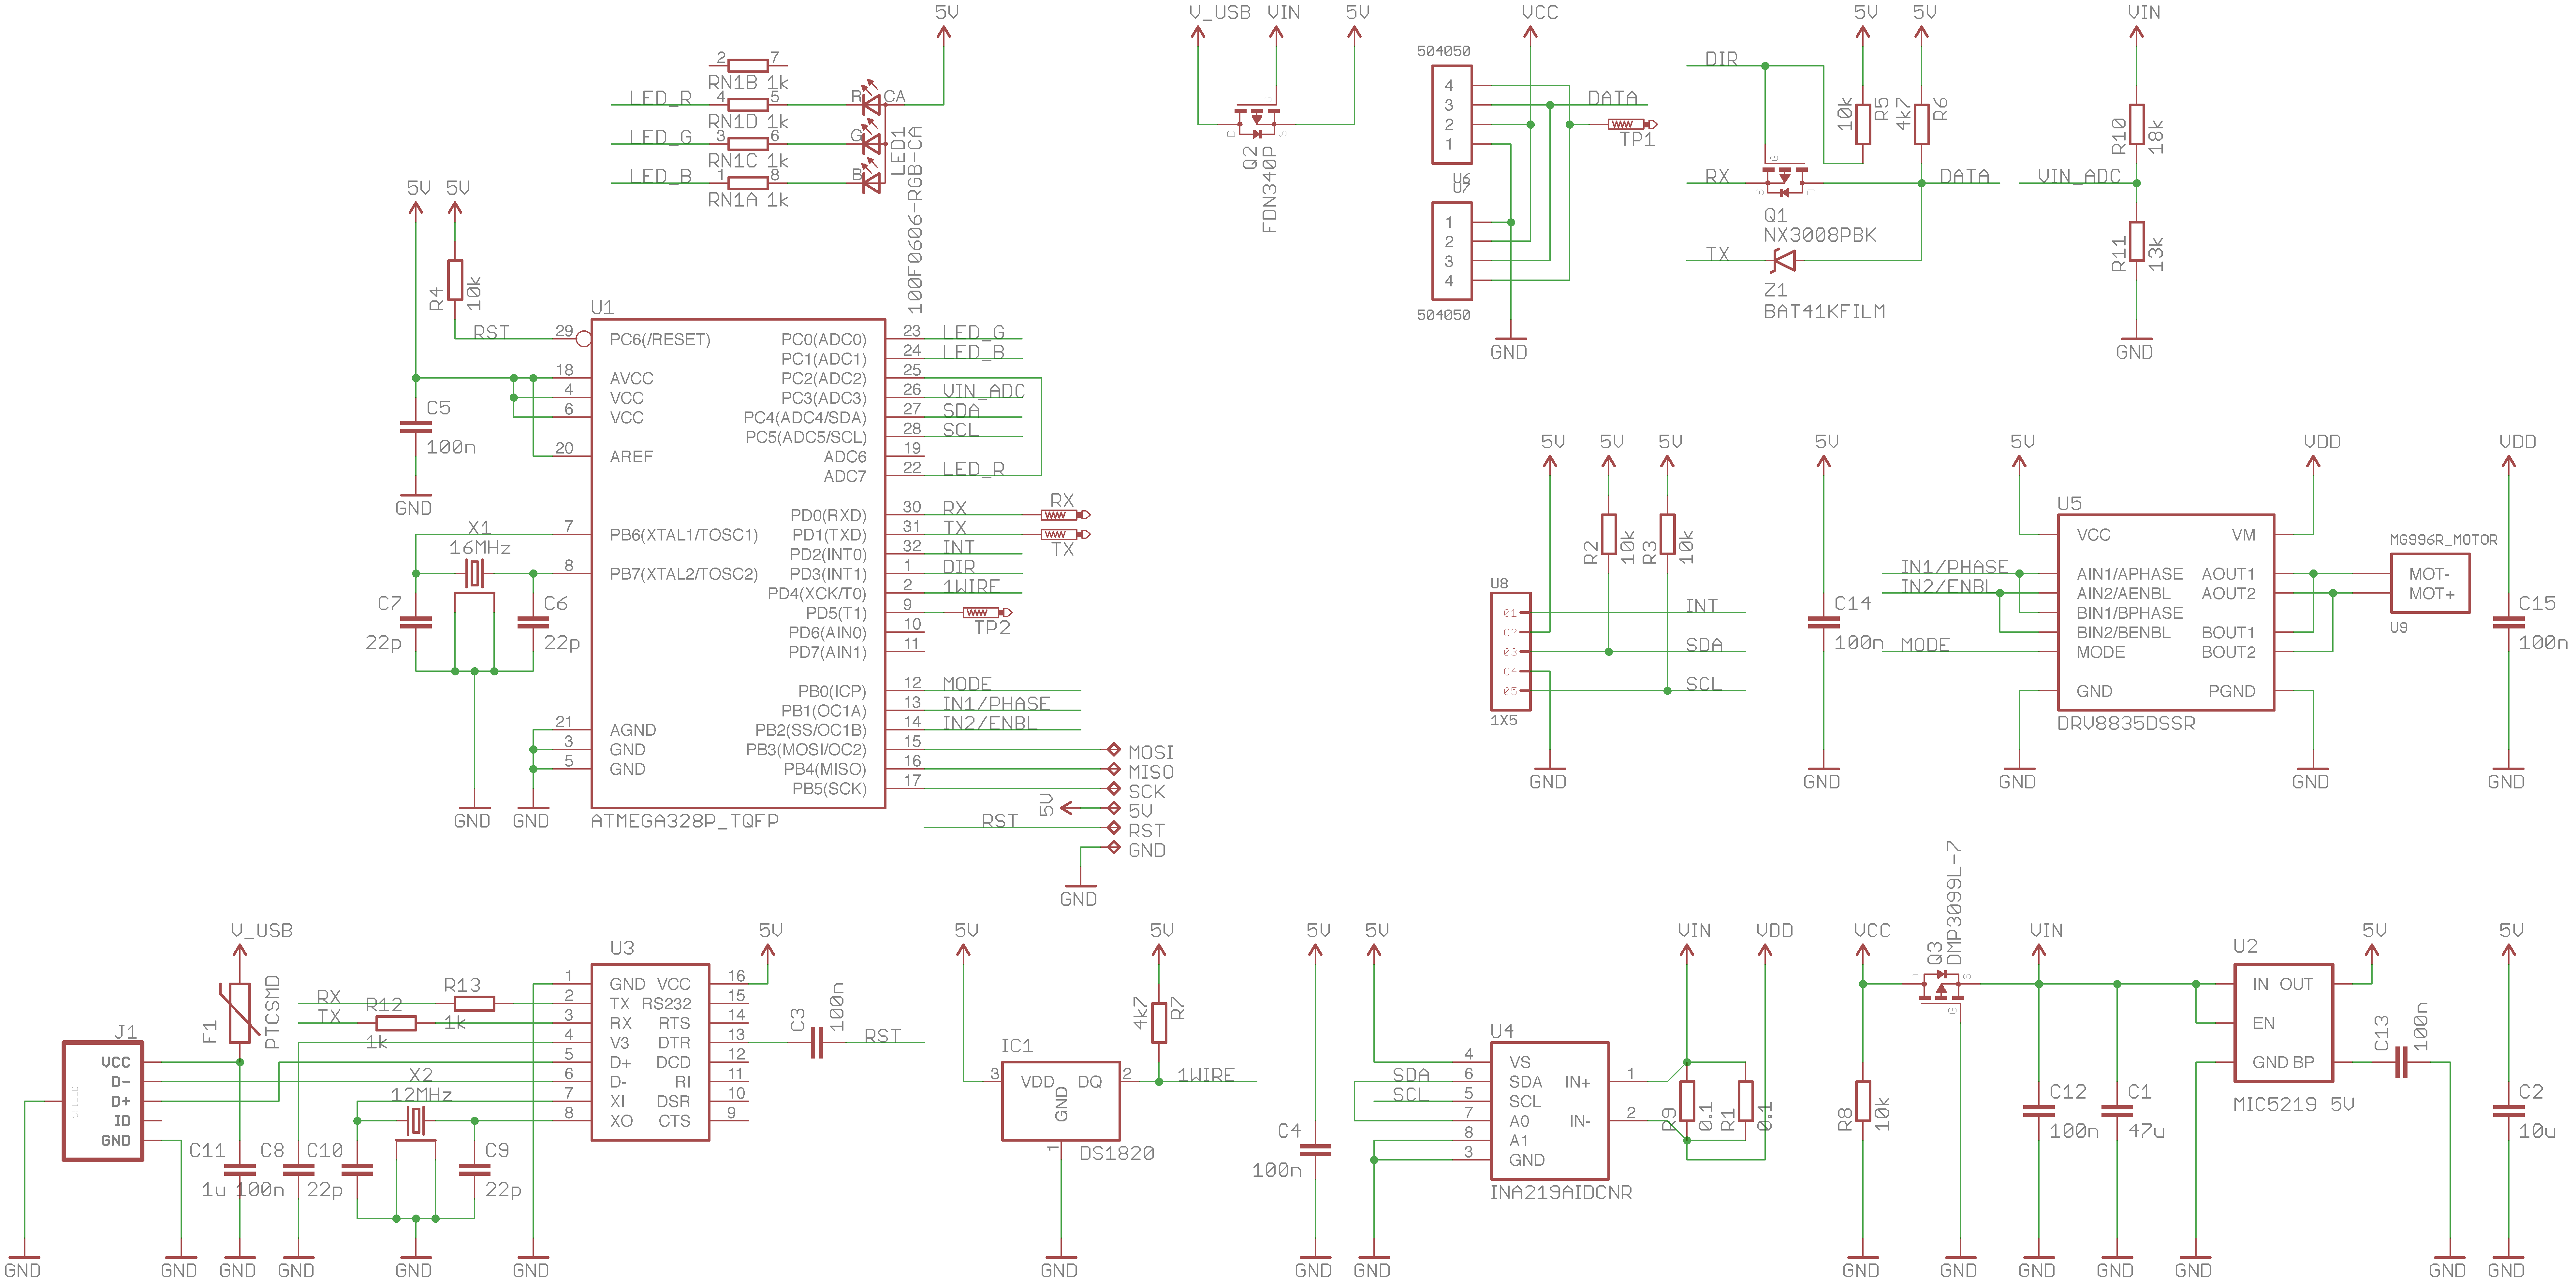 5V
2 7
RN1B 1k
LED_R 4 5 R CA
RN1D 1k
LED_G 3 6 G
RN1C 1k
LED_B 1 8 B
RN1A 1k
LED1
100F0606-RGB-CA
V_USB VIN 5V
G
D S
Q2
FDN340P
VCC
504050
4
3
2
1
U6
U7
1
2
3
4
504050
GND
DATA
TP1
5V 5V
DIR
10k
R5
4k7
R6
RX
G
S D
DATA
Q1
NX3008PBK
TX
Z1
BAT41KFILM
VIN
R10
18k
VIN_ADC
R11
13k
GND
5V 5V
R4
10k
RST
C5
100n
GND
X1
16MHz
C7
22p
C6
22p
GND GND
U1
29 PC6(/RESET)
18 AVCC
4 VCC
6 VCC
20 AREF
7 PB6(XTAL1/TOSC1)
8 PB7(XTAL2/TOSC2)
21 AGND
3 GND
5 GND
PC0(ADC0) 23 LED_G
PC1(ADC1) 24 LED_B
PC2(ADC2) 25
PC3(ADC3) 26 VIN_ADC
PC4(ADC4/SDA) 27 SDA
PC5(ADC5/SCL) 28 SCL
ADC6 19
ADC7 22 LED_R
PD0(RXD) 30 RX RX
PD1(TXD) 31 TX TX
PD2(INT0) 32 INT
PD3(INT1) 1 DIR
PD4(XCK/T0) 2 1WIRE
PD5(T1) 9 TP2
PD6(AIN0) 10
PD7(AIN1) 11
PB0(ICP) 12 MODE
PB1(OC1A) 13 IN1/PHASE
PB2(SS/OC1B) 14 IN2/ENBL
PB3(MOSI/OC2) 15 MOSI
PB4(MISO) 16 MISO
PB5(SCK) 17 SCK
5V 5V
RST RST
GND
GND
ATMEGA328P_TQFP
5V 5V 5V
R2
10k
R3
10k
U8
01 INT
02
03 SDA
04
05 SCL
1X5
GND
5V
C14
100n
GND
5V VDD
U5
VCC VM
IN1/PHASE AIN1/APHASE AOUT1
IN2/ENBL AIN2/AENBL AOUT2
BIN1/BPHASE
BIN2/BENBL BOUT1
MODE MODE BOUT2
GND PGND
DRV8835DSSR
GND GND
MG996R_MOTOR
MOT-
MOT+
U9
VDD
C15
100n
GND
V_USB
F1
PTCSMD
J1
VCC
D-
D+
ID
GND
SHIELD
RX
R13
1k
TX
R12
1k
X2
12MHz
C11
1u
C8
100n
C10
22p
C9
22p
GND GND GND GND GND GND
U3
1 GND VCC 16
2 TX RS232 15
3 RX RTS 14
4 V3 DTR 13
5 D+ DCD 12
6 D- RI 11
7 XI DSR 10
8 XO CTS 9
5V
C3
100n
RST
5V 5V
4k7
R7
IC1
3 VDD DQ 2 1WIRE
GND
1
DS1820
GND
5V 5V
C4
100n
GND GND
U4
4 VS
SDA 6 SDA IN+ 1
SCL 5 SCL
7 A0 IN- 2
8 A1
3 GND
INA219AIDCNR
VIN VDD
R9
0.1
R1
0.1
VCC
Q3
DMP3099L-7
D S
G
R8
10k
GND GND
VIN
C12
100n
C1
47u
GND GND
U2
IN OUT
EN
GND BP
MIC5219 5V
5V
C13
100n
GND GND
5V
C2
10u
GND